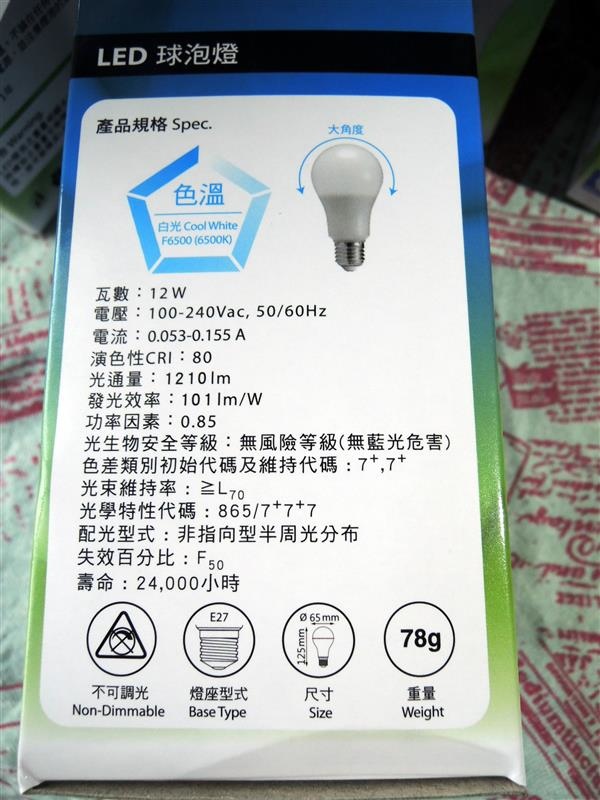 LED 球泡燈
產品規格 Spec.
大角度
色溫
白光 Cool White
F6500 (6500K)
瓦數：12W
電壓：100-240Vac, 50/60Hz
電流：0.053-0.155 A
演色性CRI：80
光通量：1210lm
發光效率：101lm/W
功率因素：0.85
光生物安全等級：無風險等級(無藍光危害)
色差類別初始代碼及維持代碼：7⁺,7⁺
光束維持率：≧L₇₀
光學特性代碼：865/7⁺7⁺7
配光型式：非指向型半周光分布
失效百分比：F₅₀
壽命：24,000小時
E27
Ø 65mm
125mm
78g
不可調光 燈座型式 尺寸 重量
Non-Dimmable Base Type Size Weight